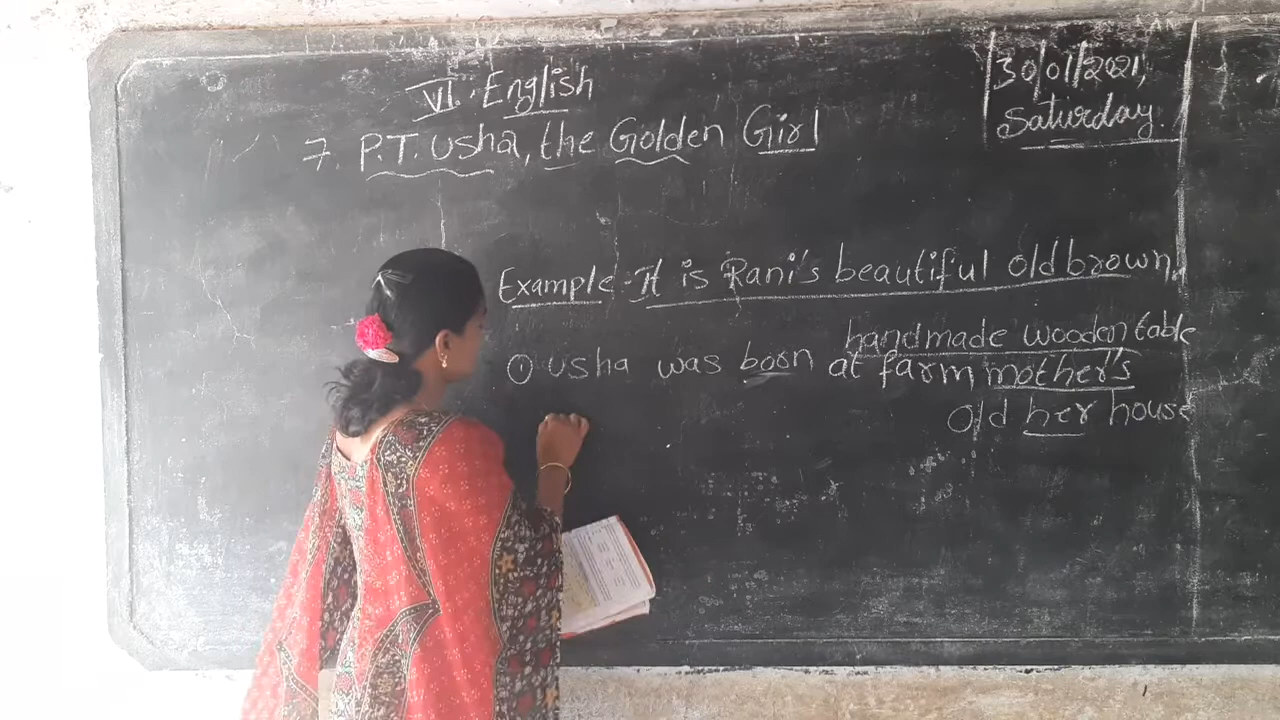 VI. English
30/01/2021,
Saturday.
7. P.T. Usha, the Golden Girl
Example - It is Rani's beautiful old brown,
handmade wooden table
① Usha was boon at farm mother's
old her house